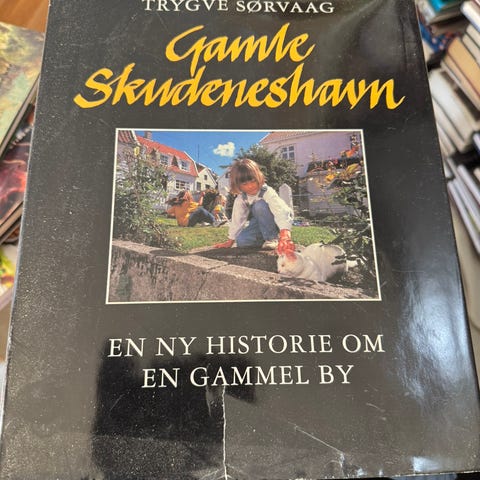 TRYGVE SØRVAAG
Gamle
Skudeneshavn
EN NY HISTORIE OM
EN GAMMEL BY